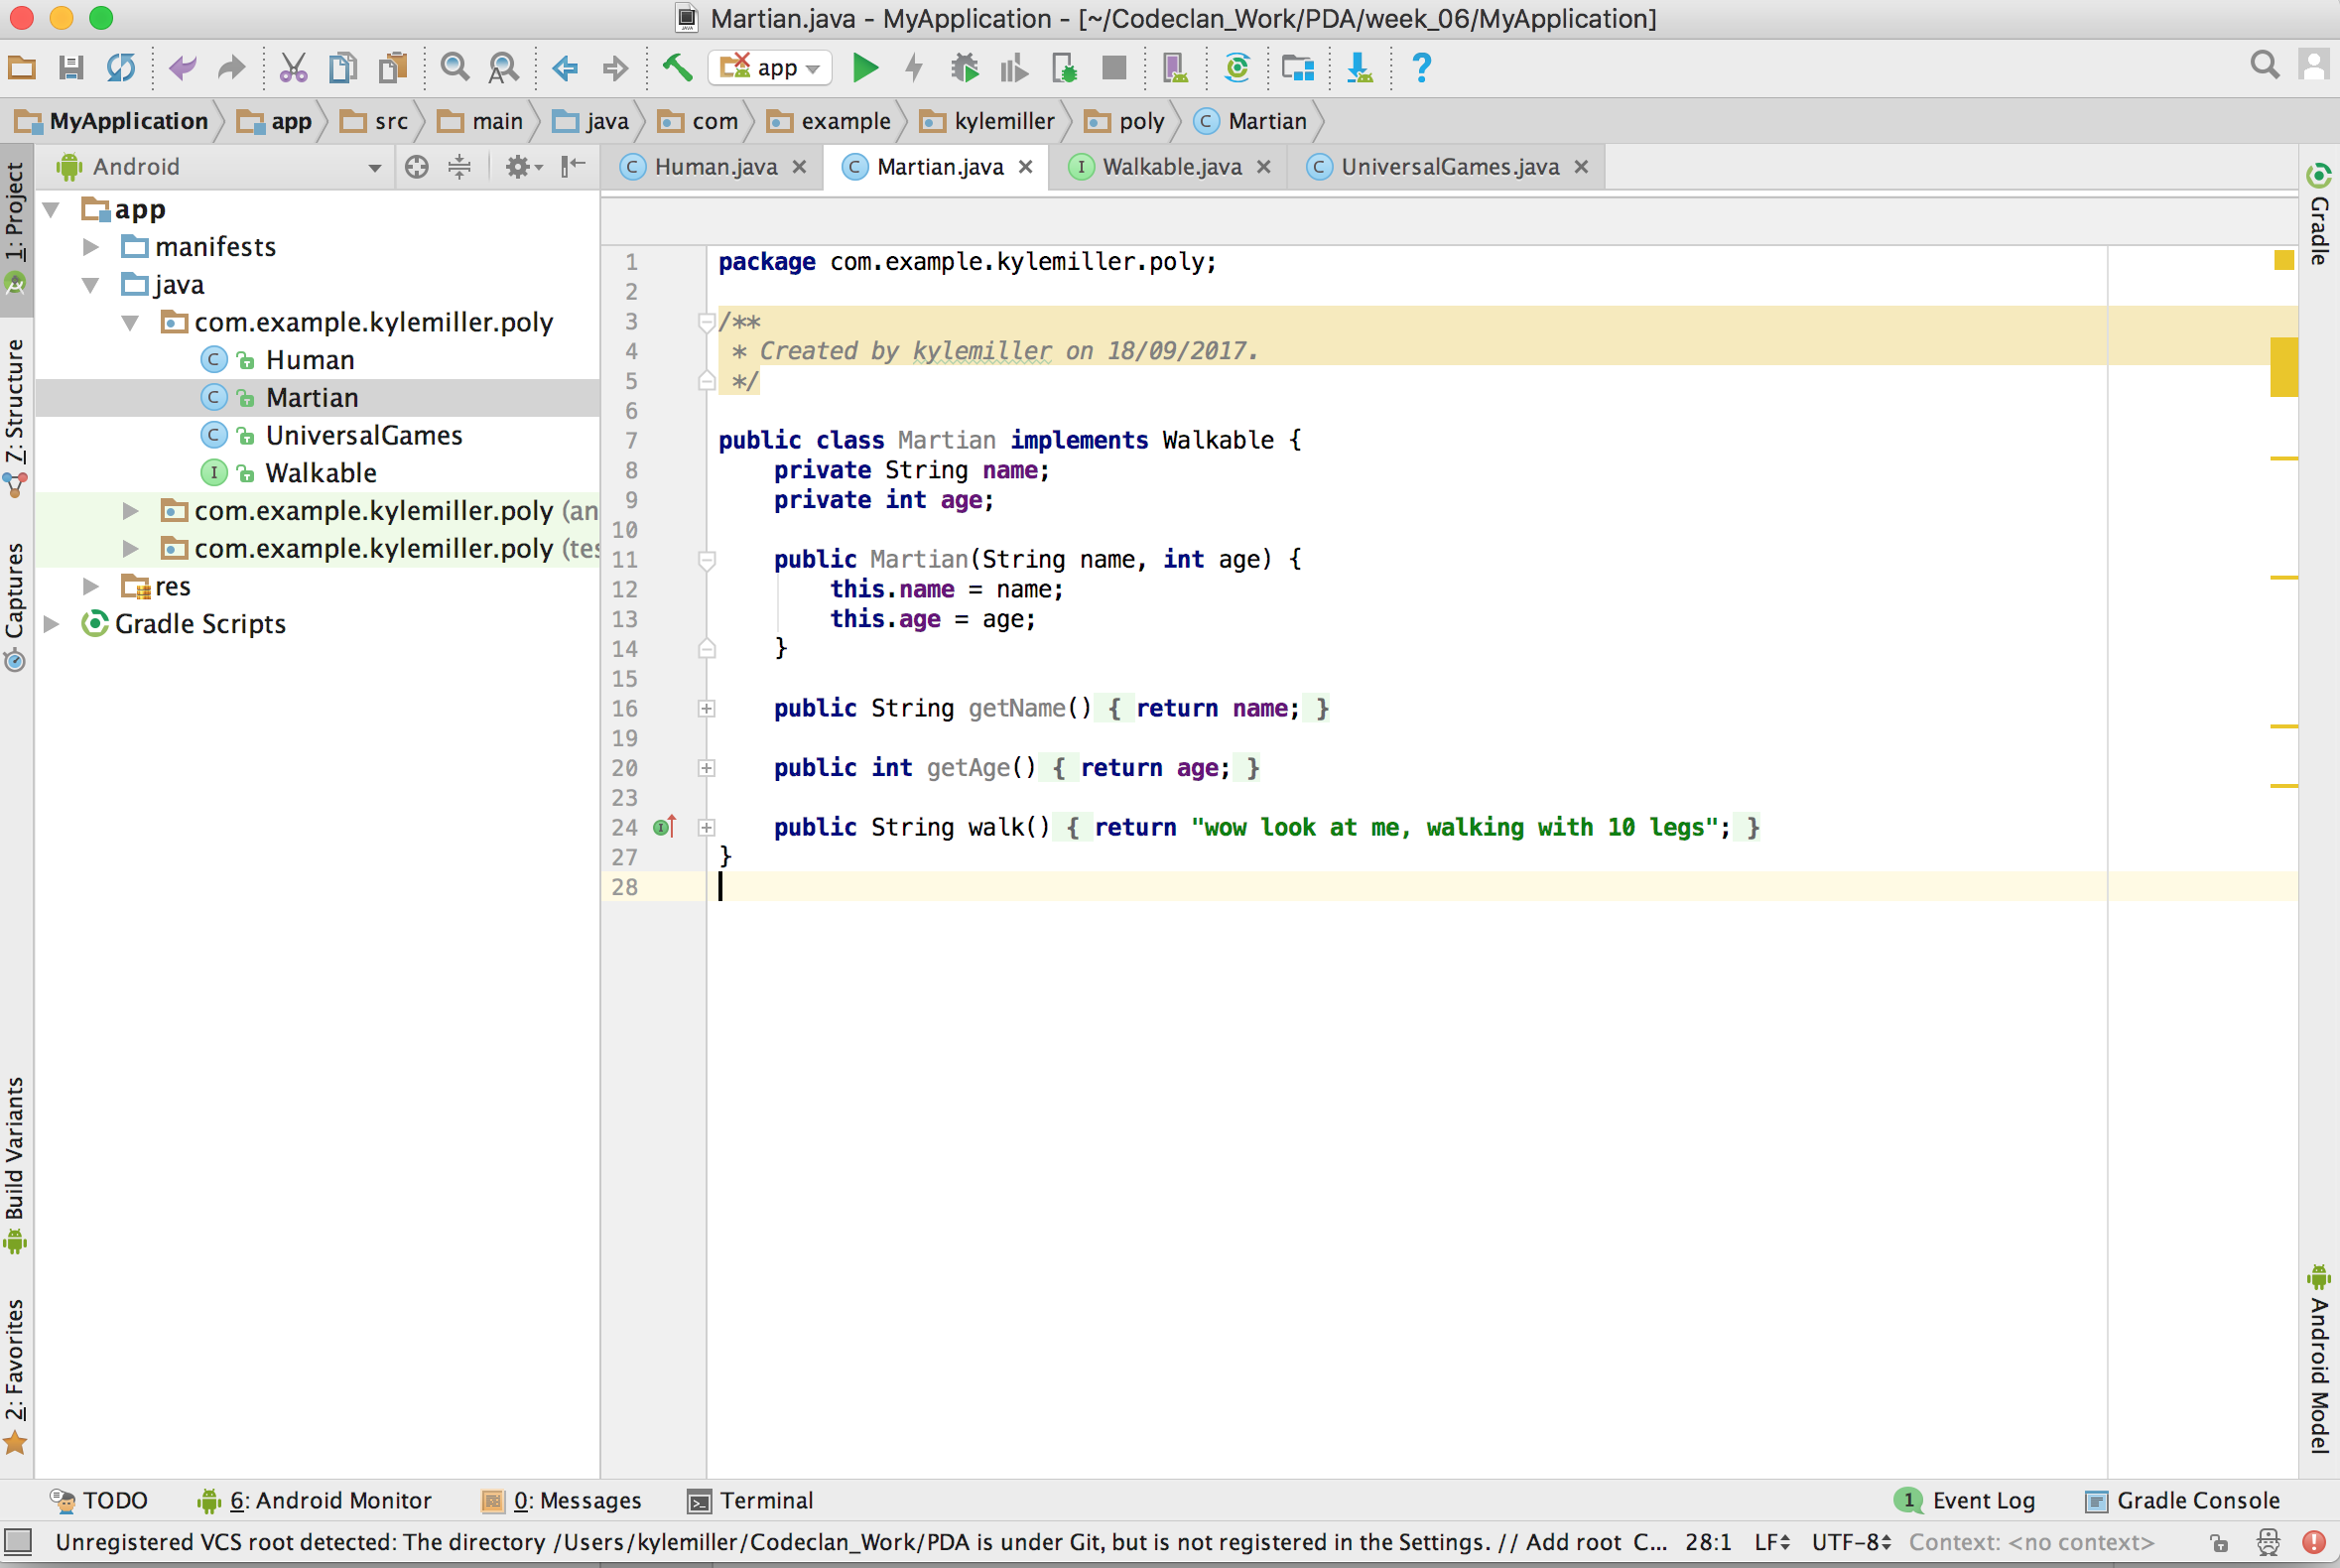 Martian.java - MyApplication - [~/Codeclan_Work/PDA/week_06/MyApplication]
app
MyApplication app src main java com example kylemiller poly C Martian
Android
C Human.java C Martian.java I Walkable.java C UniversalGames.java
1: Project
Z: Structure
Captures
Build Variants
2: Favorites
app
manifests
java
com.example.kylemiller.poly
C Human
C Martian
C UniversalGames
I Walkable
com.example.kylemiller.poly (an
com.example.kylemiller.poly (tes
res
Gradle Scripts
1 package com.example.kylemiller.poly;
2
3 /**
4 * Created by kylemiller on 18/09/2017.
5 */
6
7 public class Martian implements Walkable {
8 private String name;
9 private int age;
10
11 public Martian(String name, int age) {
12 this.name = name;
13 this.age = age;
14 }
15
16 public String getName() { return name; }
19
20 public int getAge() { return age; }
23
24 public String walk() { return "wow look at me, walking with 10 legs"; }
27 }
28
Gradle
Android Model
TODO 6: Android Monitor 0: Messages Terminal 1 Event Log Gradle Console
Unregistered VCS root detected: The directory /Users/kylemiller/Codeclan_Work/PDA is under Git, but is not registered in the Settings. // Add root C... 28:1 LF UTF-8 Context: <no context>